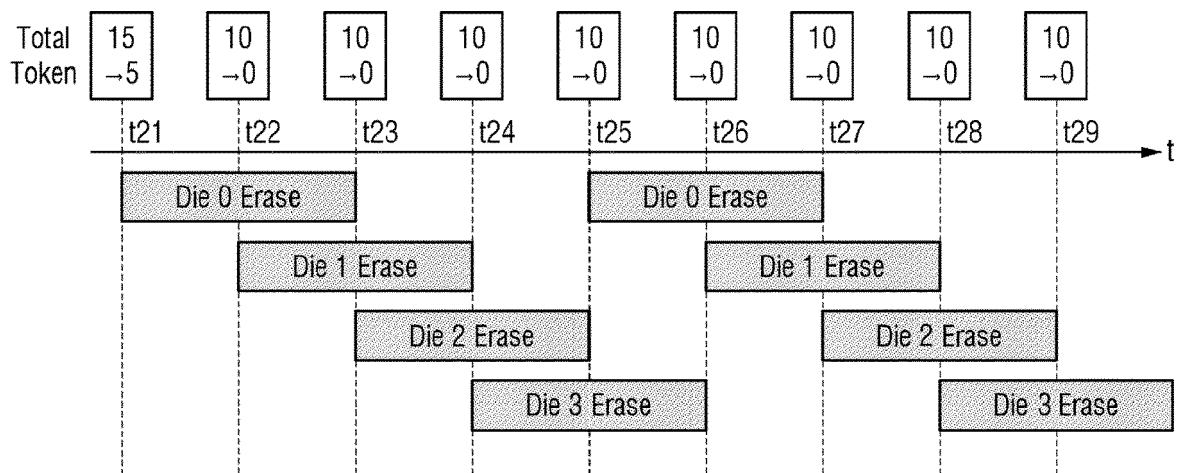 Total 15 10 10 10 10 10 10 10 10
Token →5 →0 →0 →0 →0 →0 →0 →0 →0
t21 t22 t23 t24 t25 t26 t27 t28 t29
t
Die 0 Erase Die 0 Erase
Die 1 Erase Die 1 Erase
Die 2 Erase Die 2 Erase
Die 3 Erase Die 3 Erase